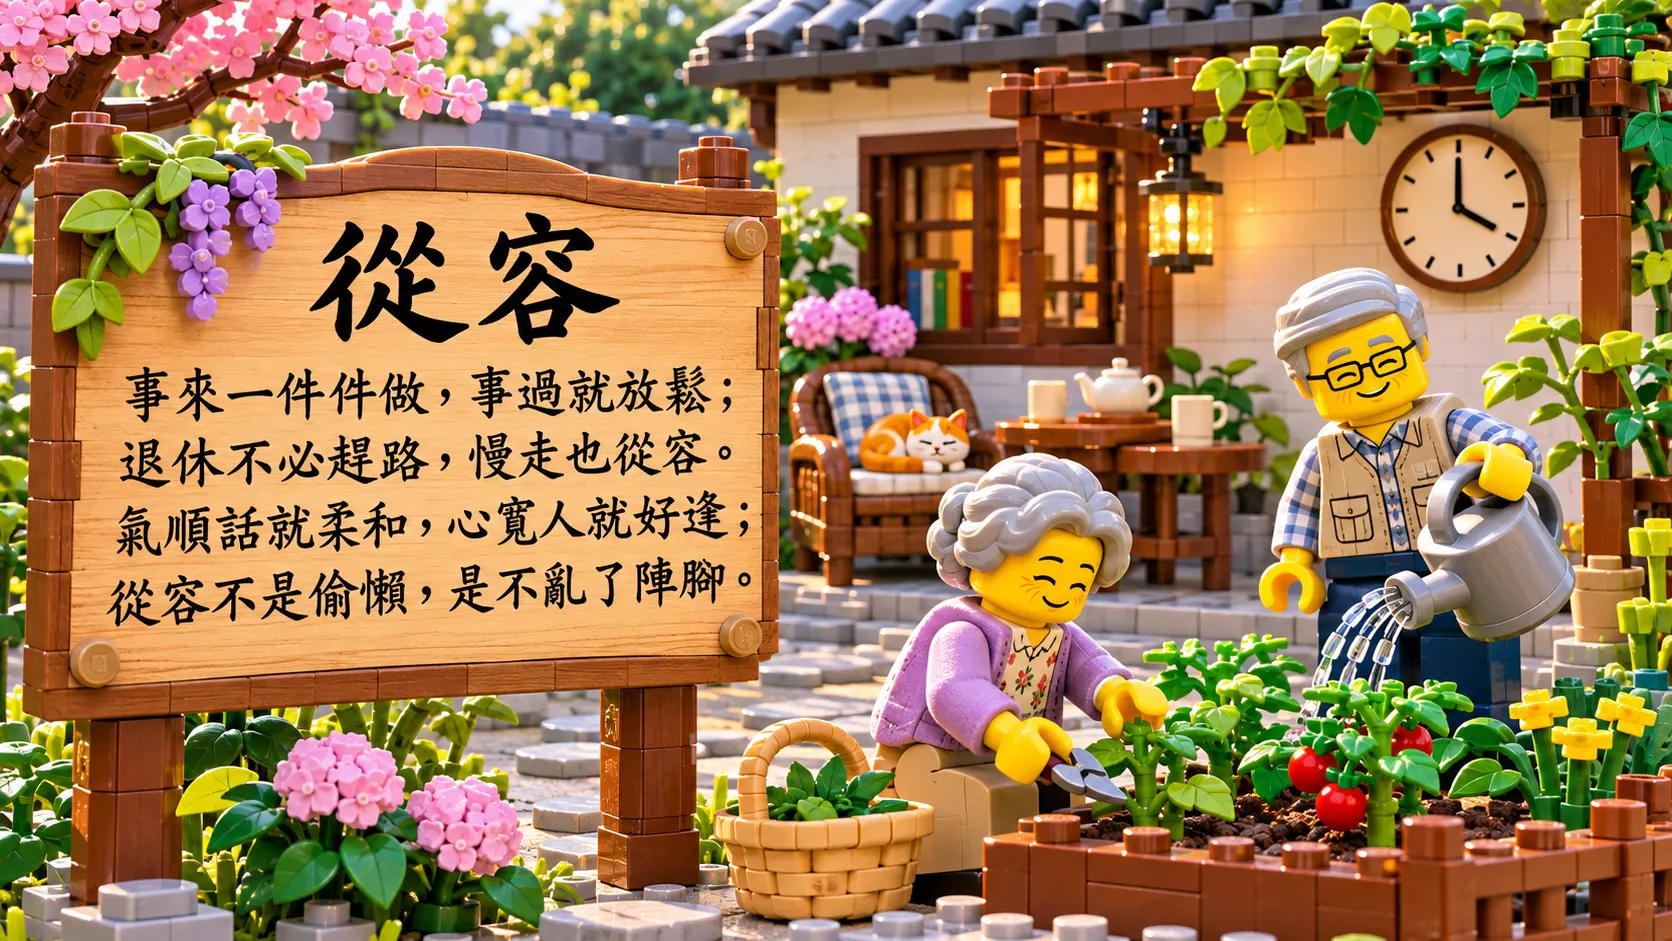 從容
事來一件件做，事過就放鬆；
退休不必趕路，慢走也從容。
氣順話就柔和，心寬人就好逢；
從容不是偷懶，是不亂了陣腳。